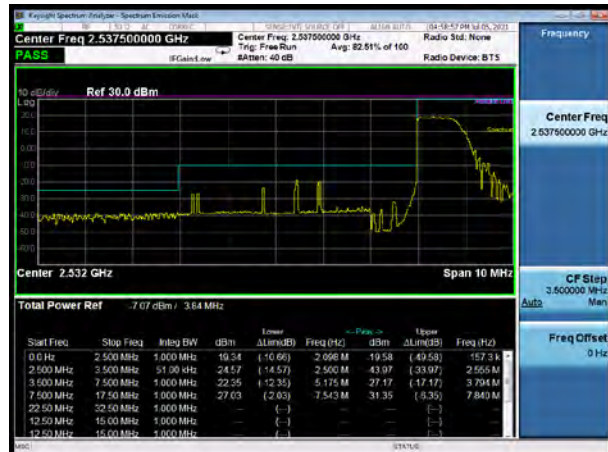 Keysight Spectrum Analyzer - Spectrum Emission Mask
04:58:57 PM Jul 05, 2021
Center Freq 2.537500000 GHz
Center Freq: 2.537500000 GHz
Radio Std: None
Frequency
Trig: Free Run
Avg: 82.51% of 100
PASS
IFGain:Low
#Atten: 40 dB
Radio Device: BTS
10 dB/div
Ref 30.0 dBm
Log
Center Freq
2.537500000 GHz
Center 2.532 GHz
Span 10 MHz
CF Step
3.500000 MHz
Auto Man
Total Power Ref -7.07 dBm / 3.84 MHz
Freq Offset
0 Hz
Lower <-Peak-> Upper
Start Freq Stop Freq Integ BW dBm ΔLim(dB) Freq (Hz) dBm ΔLim(dB) Freq (Hz)
0.0 Hz 2.500 MHz 1.000 MHz 19.34 (-10.66) -2.098 M -19.58 (-49.58) 157.3 k
2.500 MHz 3.500 MHz 51.00 kHz -24.57 (-14.57) 2.500 M -43.97 (-33.97) 2.555 M
3.500 MHz 7.500 MHz 1.000 MHz -22.35 (-12.35) 5.175 M -27.17 (-17.17) 3.794 M
7.500 MHz 17.50 MHz 1.000 MHz 27.03 (-2.03) -7.543 M 31.35 (-6.35) 7.840 M
22.50 MHz 32.50 MHz 1.000 MHz --- (---) --- --- (---) ---
12.50 MHz 15.00 MHz 1.000 MHz --- (---) --- --- (---) ---
12.50 MHz 15.00 MHz 1.000 MHz --- (---) --- --- (---) ---
MSG
STATUS